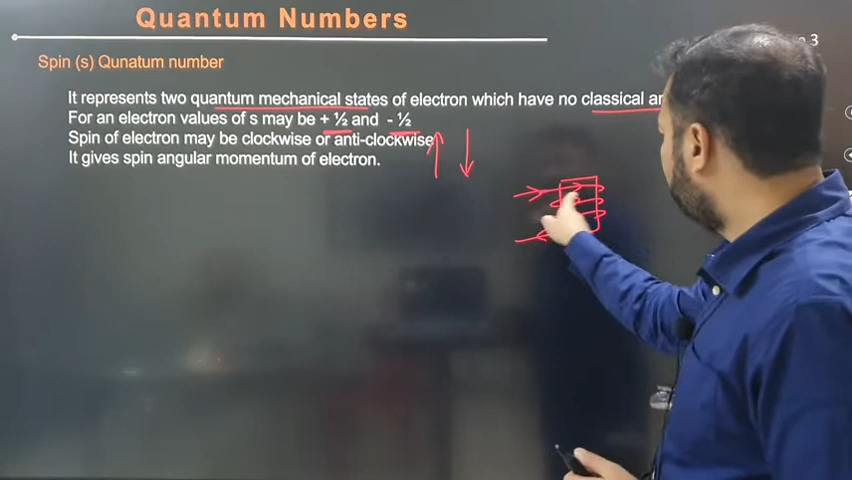 Quantum Numbers
3
Spin (s) Qunatum number
It represents two quantum mechanical states of electron which have no classical
For an electron values of s may be + ½ and - ½
Spin of electron may be clockwise or anti-clockwise
It gives spin angular momentum of electron.